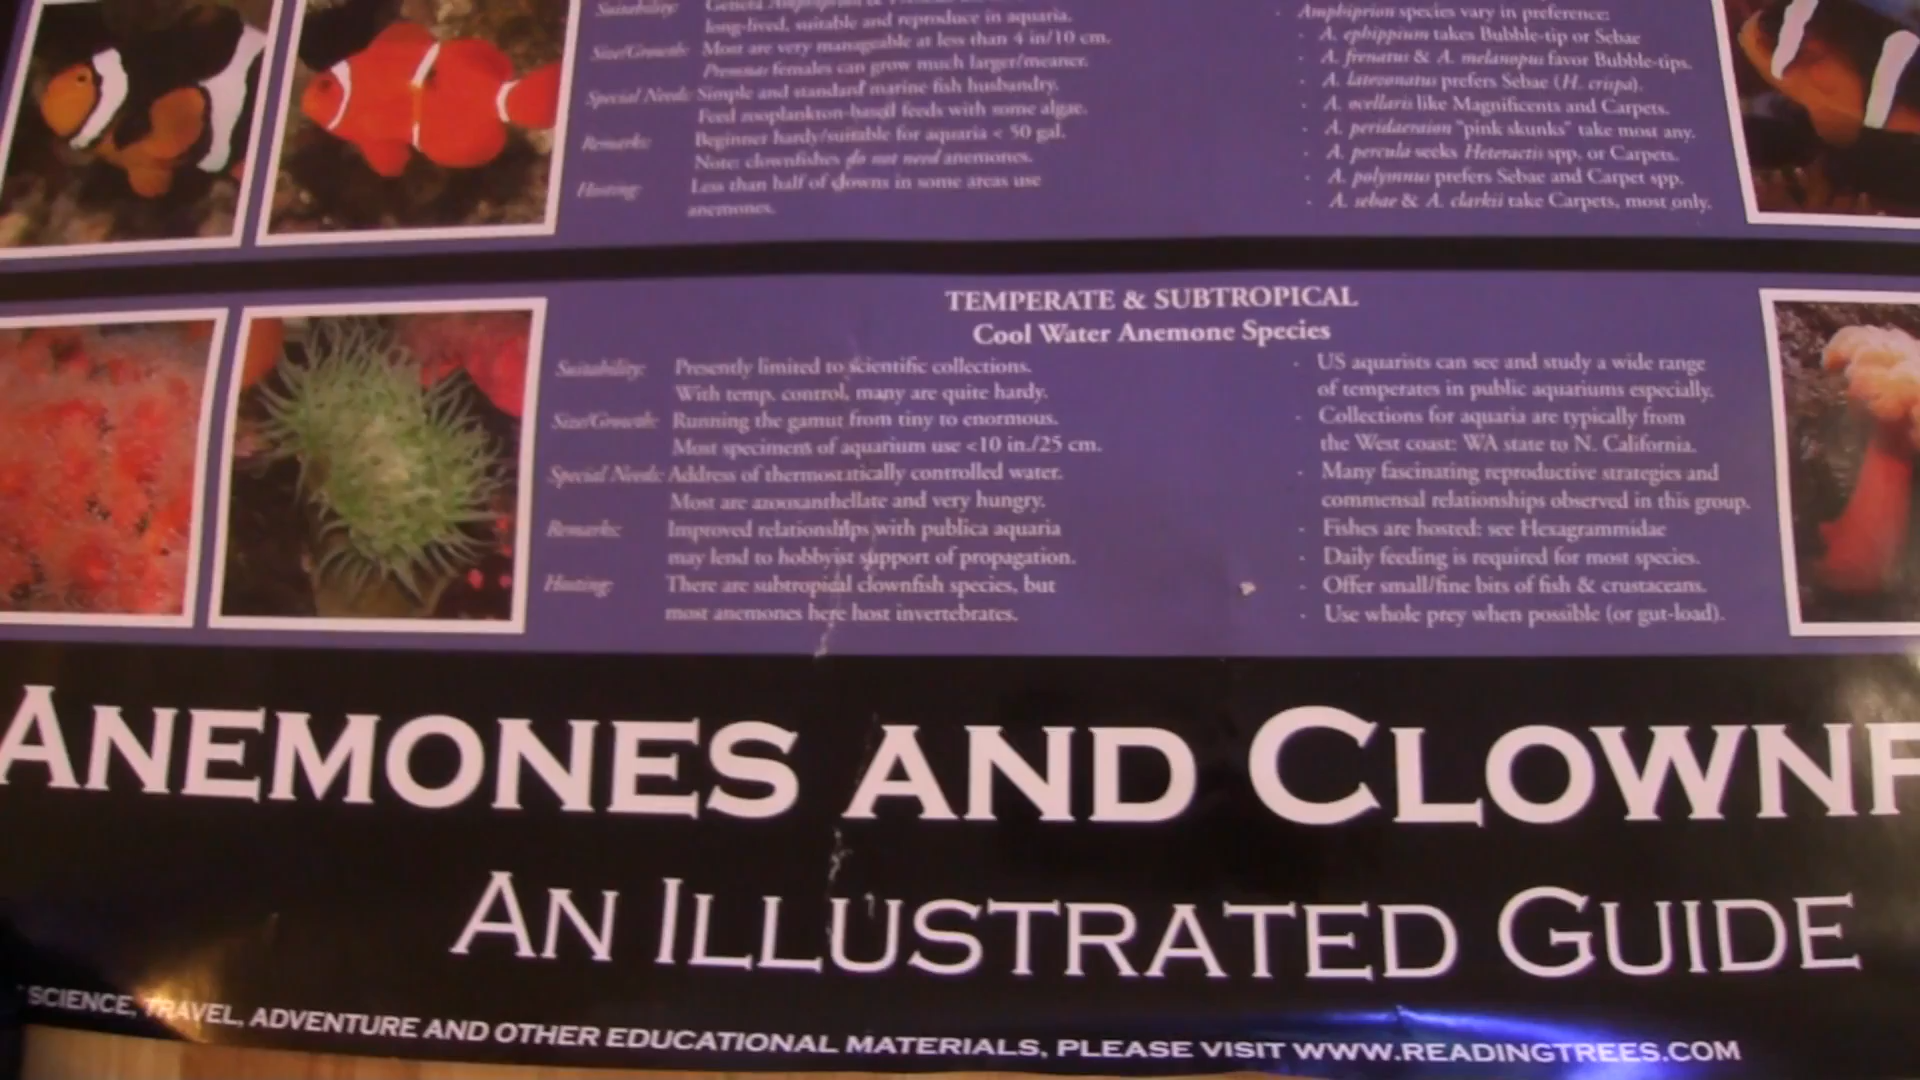 Suitability:
long-lived, suitable and reproduce in aquaria.
Size/Growth: Most are very manageable at less than 4 in/10 cm.
Premnas females can grow much larger/meaner.
Special Needs: Simple and standard marine fish husbandry.
Feed zooplankton-based feeds with some algae.
Remarks: Beginner hardy/suitable for aquaria < 50 gal.
Note: clownfishes do not need anemones.
Hosting: Less than half of clowns in some areas use
anemones.
Amphiprion species vary in preference:
- A. ephippium takes Bubble-tip or Sebae
- A. frenatus & A. melanopus favor Bubble-tips.
- A. latezonatus prefers Sebae (H. crispa).
- A. ocellaris like Magnificents and Carpets.
- A. peridaeraion "pink skunks" take most any.
- A. percula seeks Heteractis spp. or Carpets.
- A. polymnus prefers Sebae and Carpet spp.
- A. sebae & A. clarkii take Carpets, most only.
TEMPERATE & SUBTROPICAL
Cool Water Anemone Species
Suitability: Presently limited to scientific collections.
With temp. control, many are quite hardy.
Size/Growth: Running the gamut from tiny to enormous.
Most specimens of aquarium use <10 in./25 cm.
Special Needs: Address of thermostatically controlled water.
Most are azooxanthellate and very hungry.
Remarks: Improved relationships with publica aquaria
may lend to hobbyist support of propagation.
Hosting: There are subtropical clownfish species, but
most anemones here host invertebrates.
- US aquarists can see and study a wide range
of temperates in public aquariums especially.
- Collections for aquaria are typically from
the West coast: WA state to N. California.
- Many fascinating reproductive strategies and
commensal relationships observed in this group.
- Fishes are hosted: see Hexagrammidae
- Daily feeding is required for most species.
- Offer small/fine bits of fish & crustaceans.
- Use whole prey when possible (or gut-load).
ANEMONES AND CLOWNF
AN ILLUSTRATED GUIDE
SCIENCE, TRAVEL, ADVENTURE AND OTHER EDUCATIONAL MATERIALS, PLEASE VISIT WWW.READINGTREES.COM